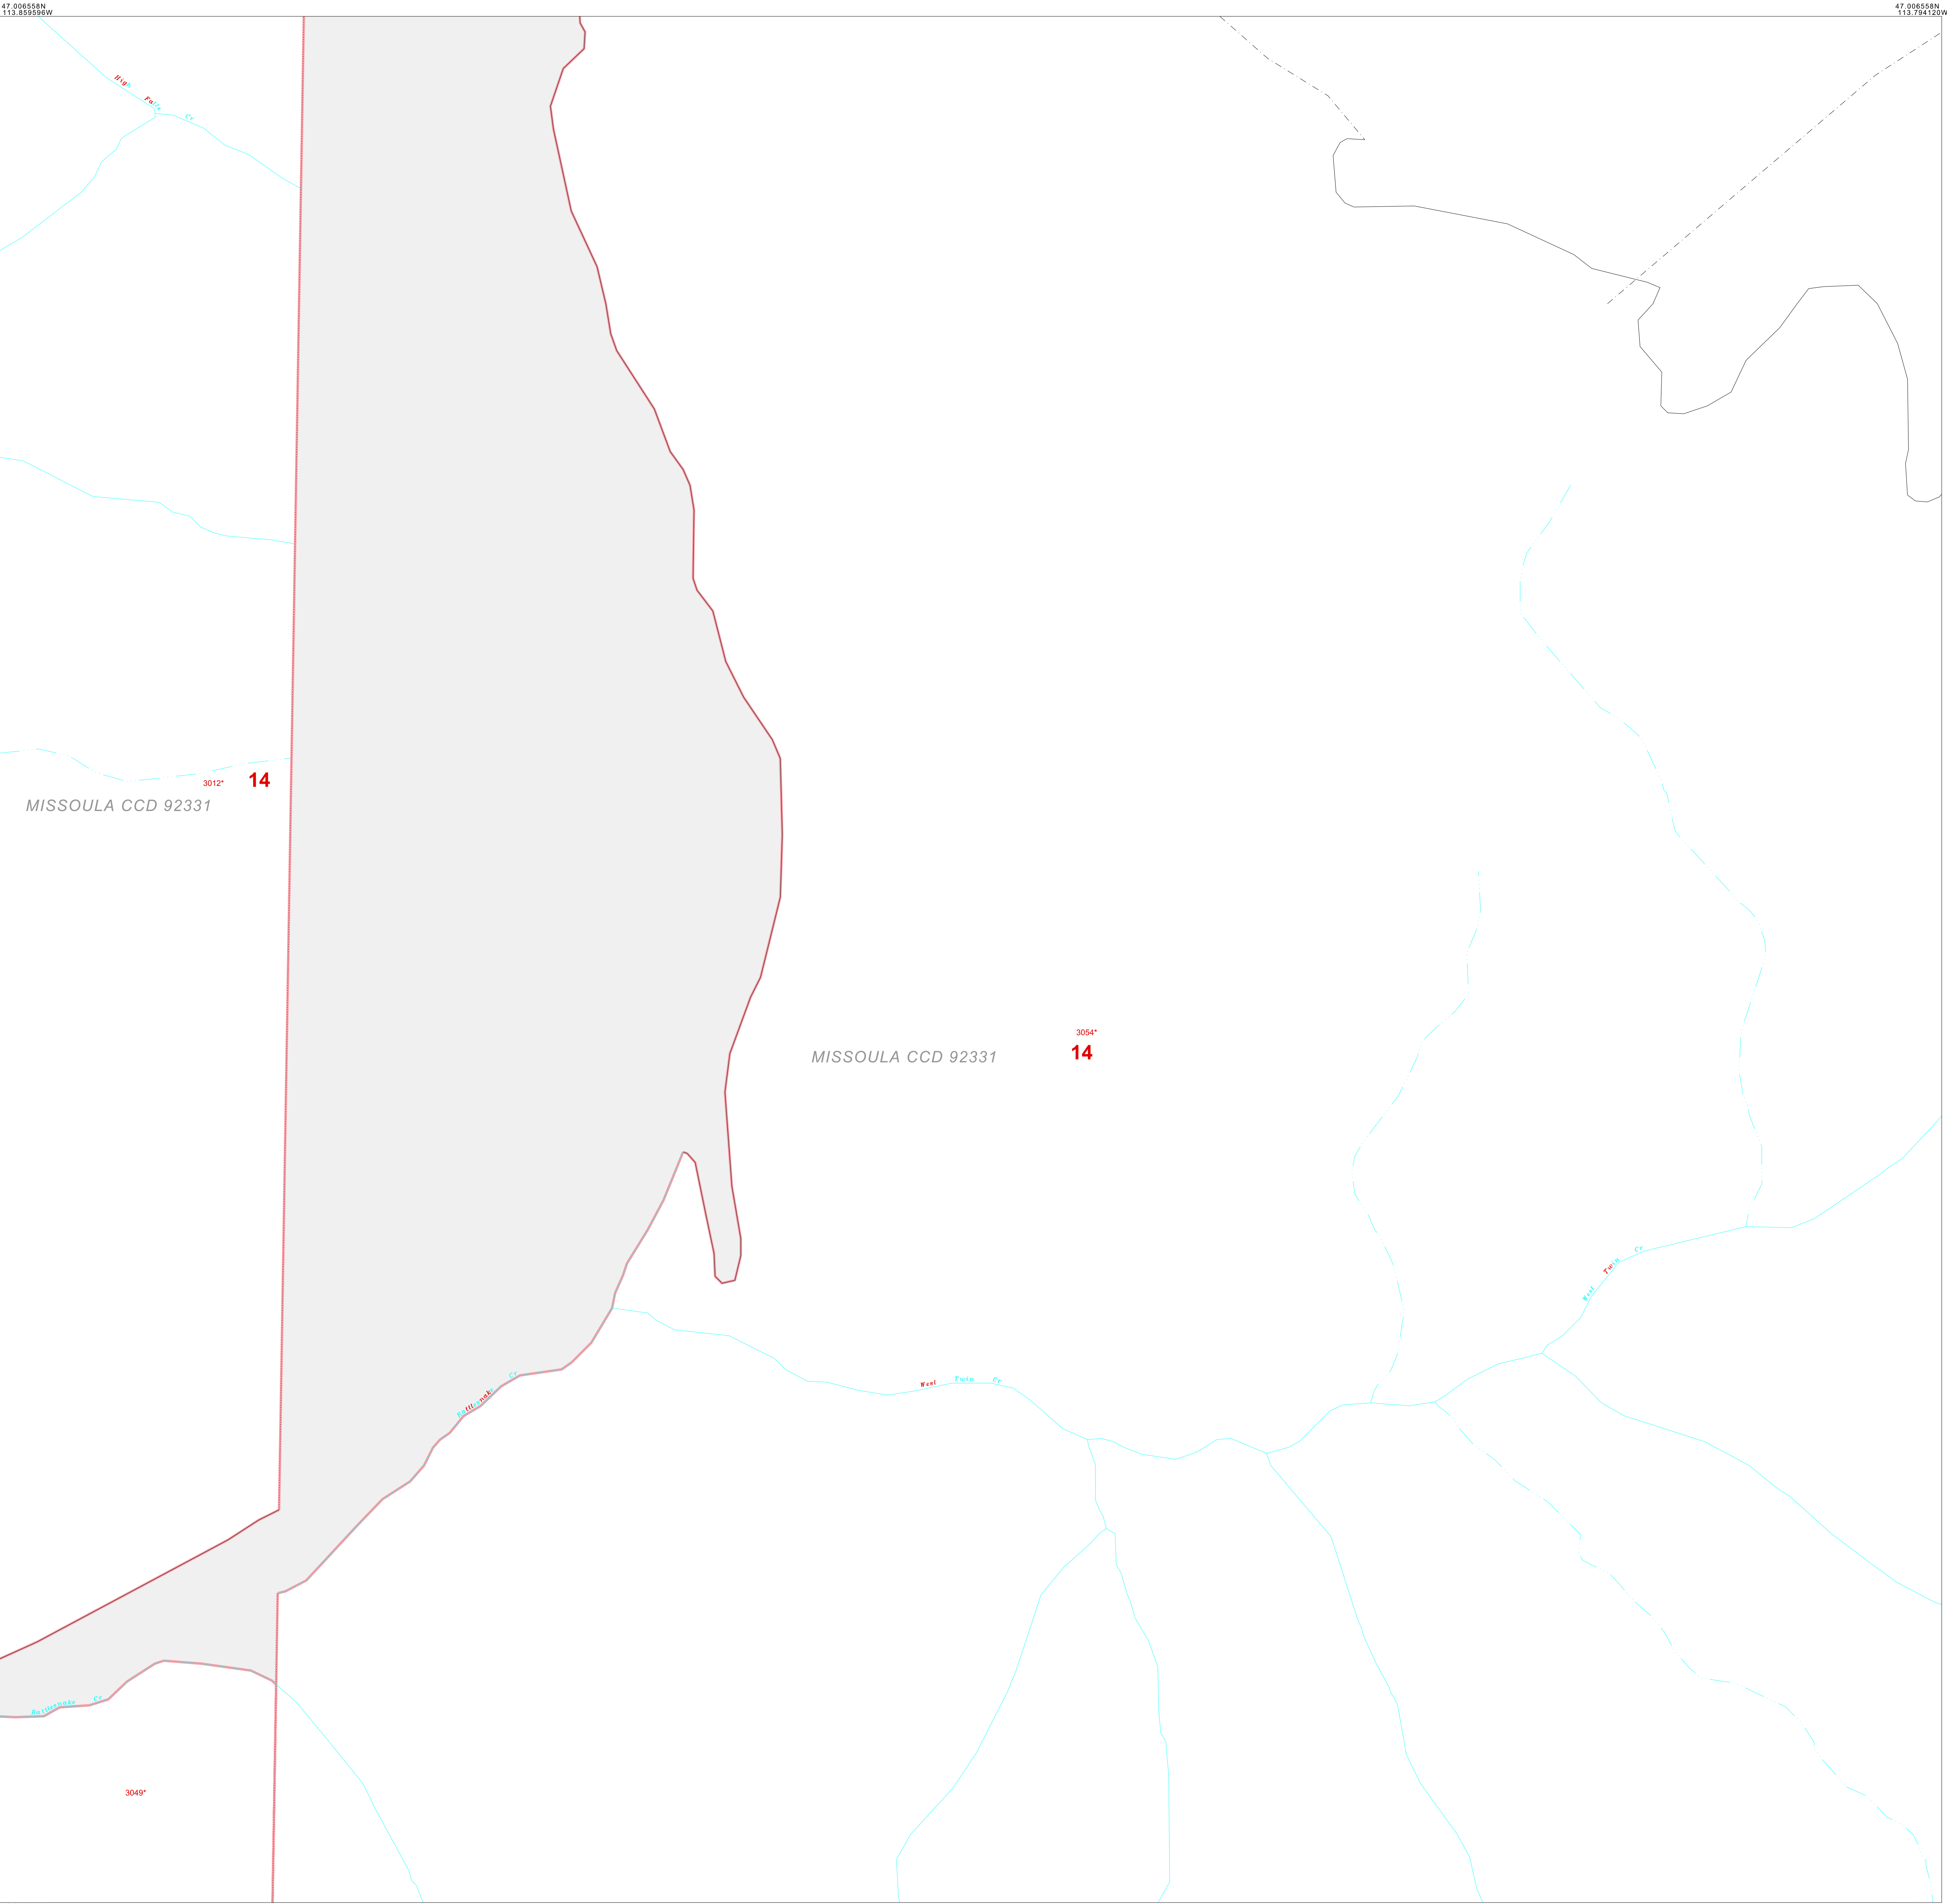 47.006558N
113.859596W
47.006558N
113.794120W
High Falls Cr
3012*
14
MISSOULA CCD 92331
3054*
MISSOULA CCD 92331
14
West Twin Cr
Rattlesnake Cr
West Twin Cr
Rattlesnake Cr
3049*